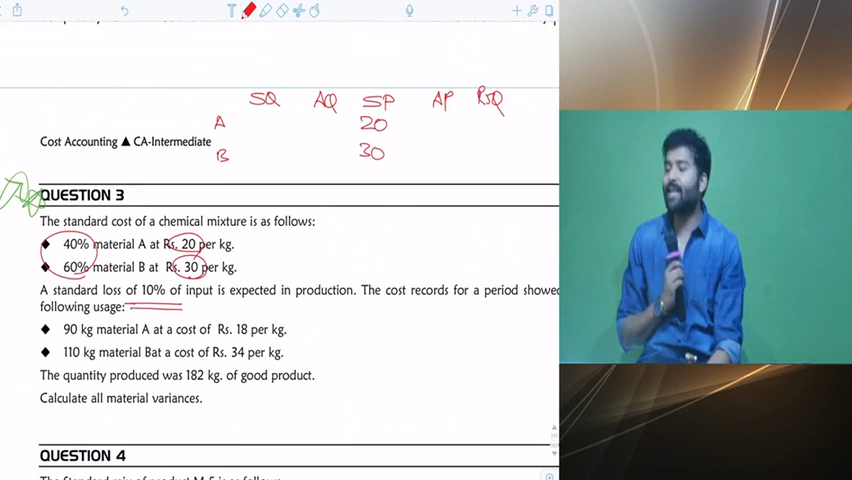 SQ AQ SP AP RSQ
A 20
Cost Accounting ▲ CA-Intermediate
B 30
QUESTION 3
The standard cost of a chemical mixture is as follows:
◆ 40% material A at Rs. 20 per kg.
◆ 60% material B at Rs. 30 per kg.
A standard loss of 10% of input is expected in production. The cost records for a period showed
following usage:
◆ 90 kg material A at a cost of Rs. 18 per kg.
◆ 110 kg material Bat a cost of Rs. 34 per kg.
The quantity produced was 182 kg. of good product.
Calculate all material variances.
QUESTION 4